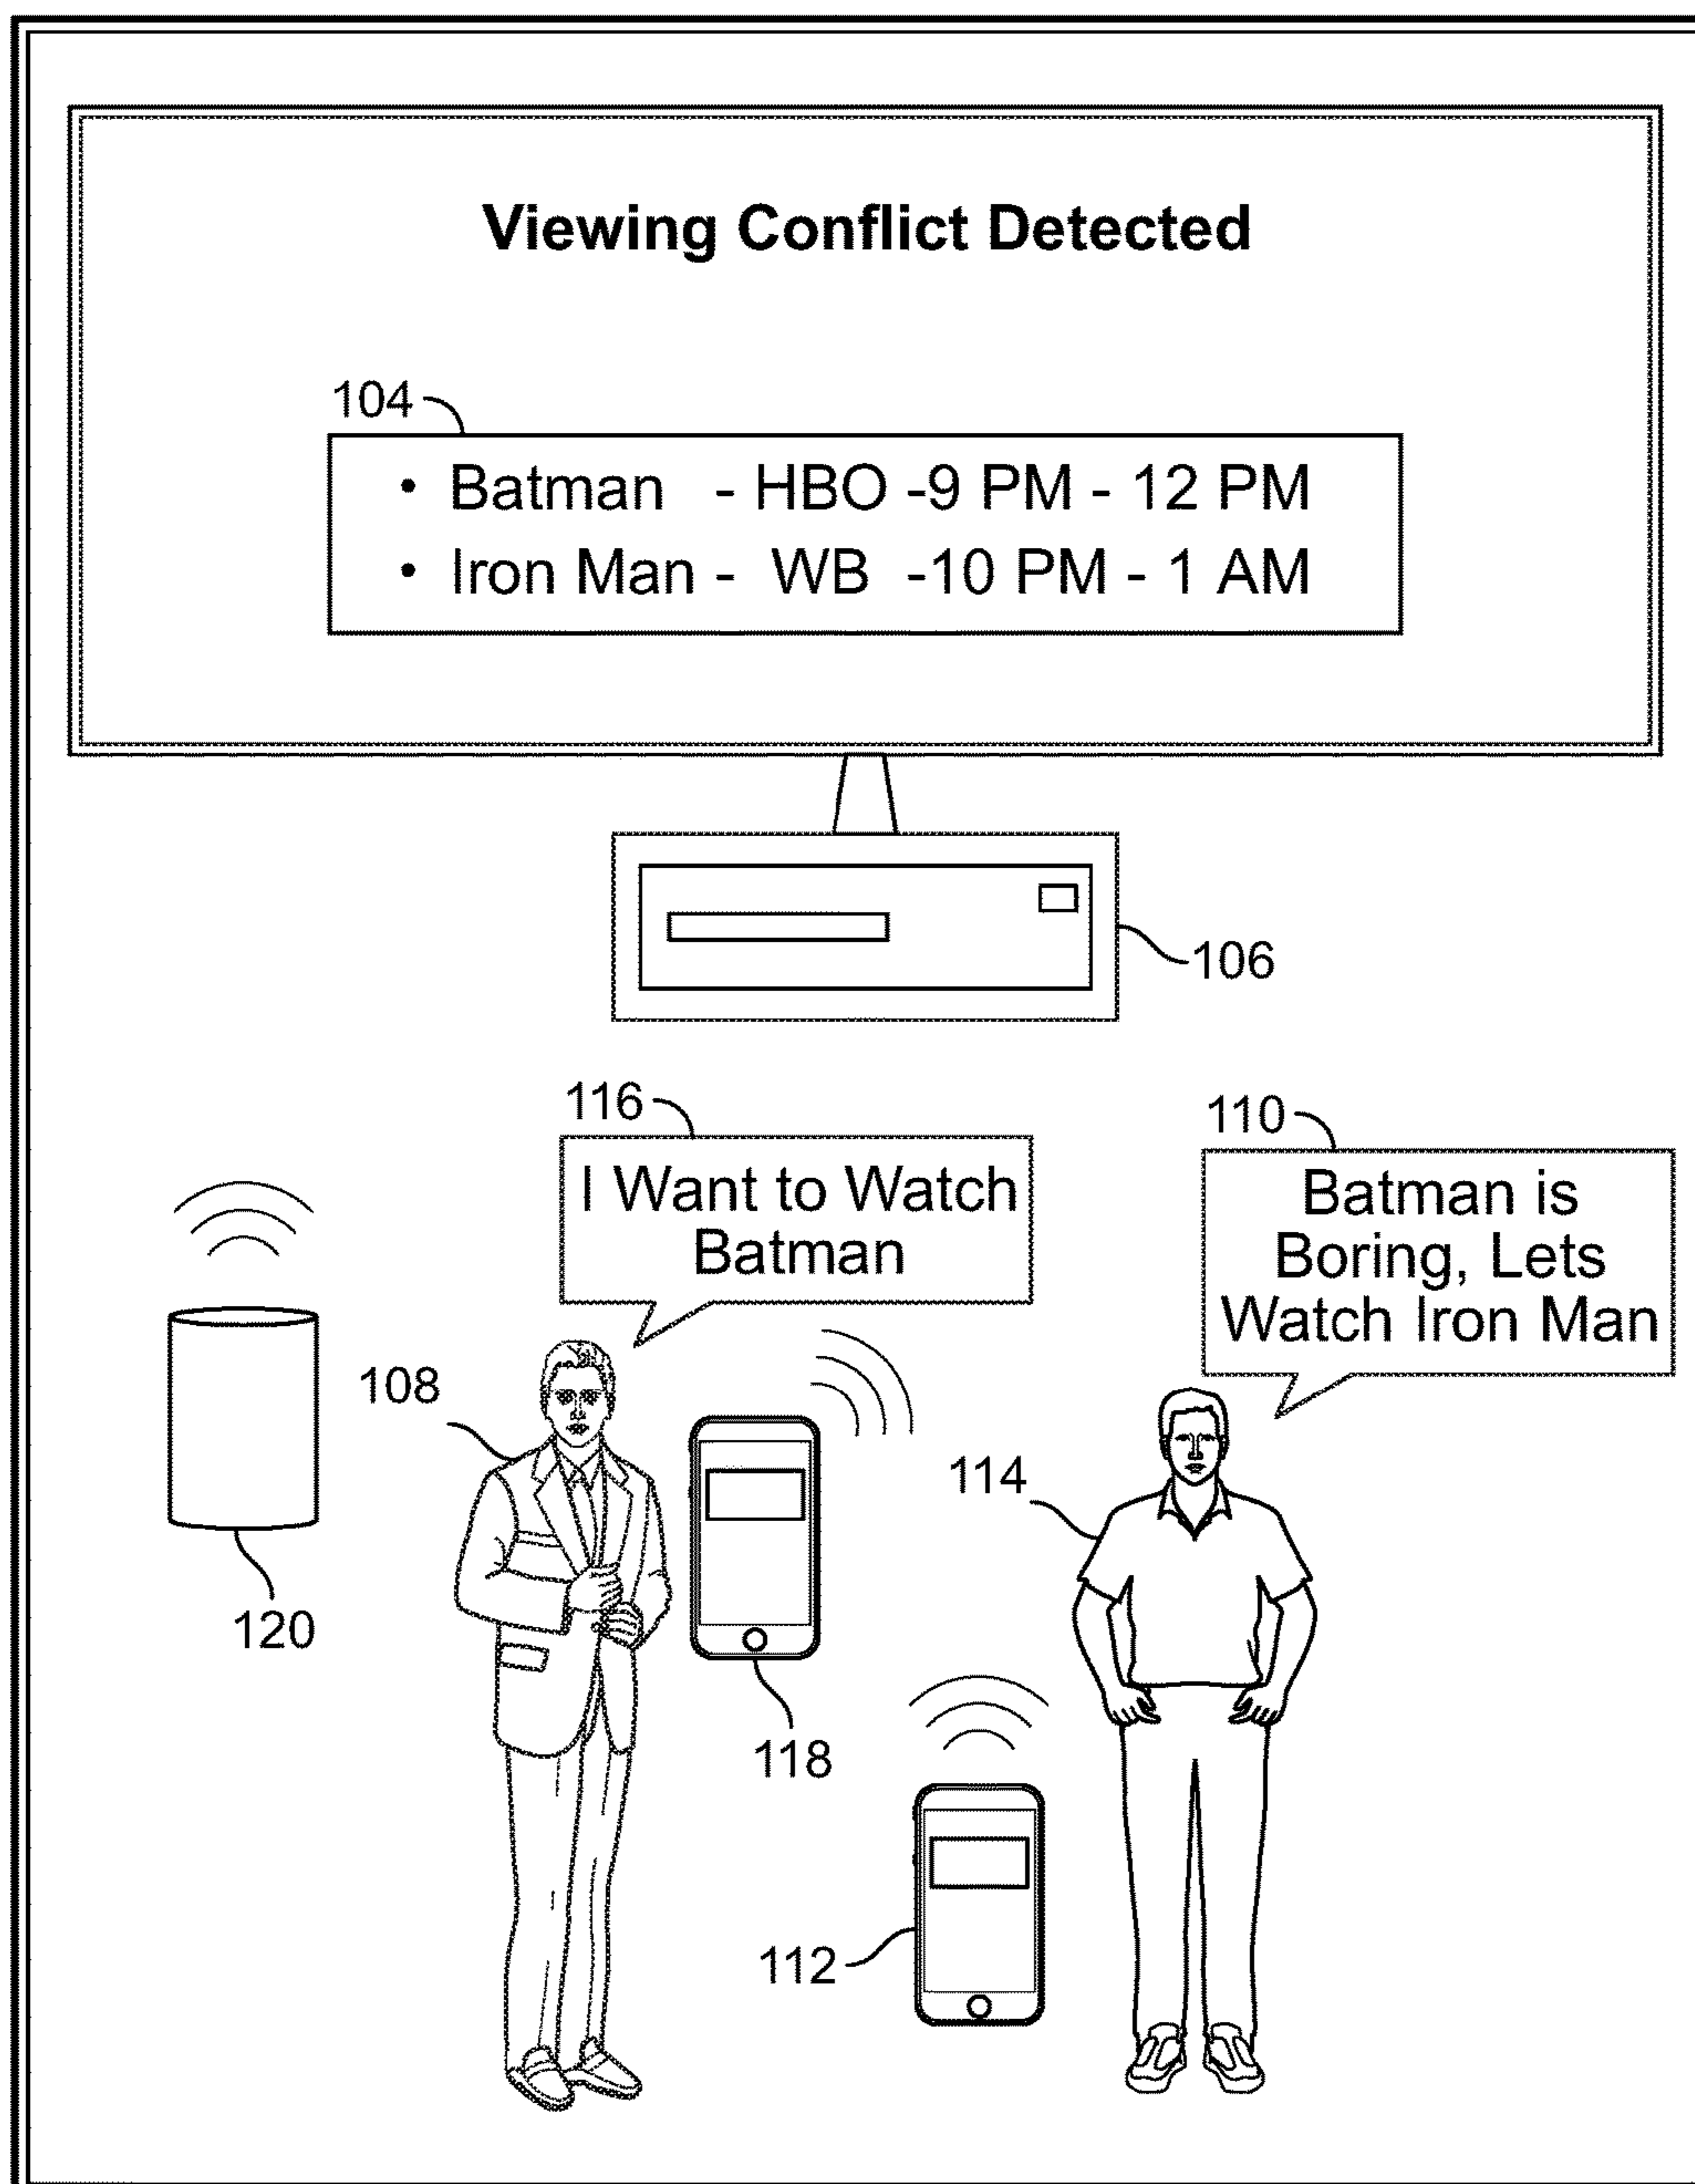 Viewing Conflict Detected
104
• Batman - HBO -9 PM - 12 PM
• Iron Man - WB -10 PM - 1 AM
106
116
I Want to Watch
Batman
110
Batman is
Boring, Lets
Watch Iron Man
108
114
120
118
112